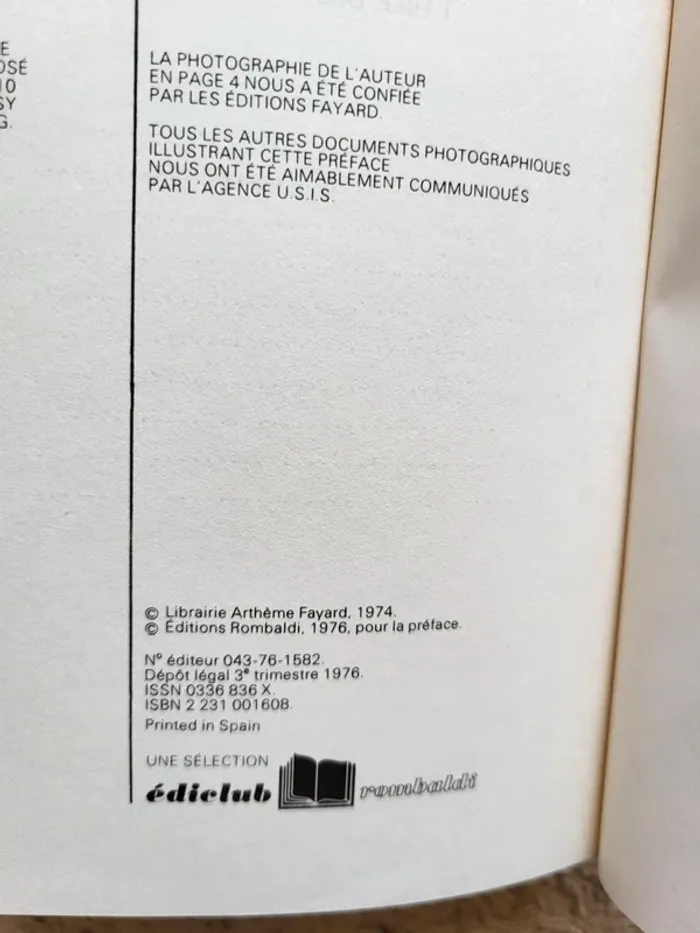 E
OSÉ
10
SY
G.
LA PHOTOGRAPHIE DE L'AUTEUR
EN PAGE 4 NOUS A ÉTÉ CONFIÉE
PAR LES ÉDITIONS FAYARD.
TOUS LES AUTRES DOCUMENTS PHOTOGRAPHIQUES
ILLUSTRANT CETTE PRÉFACE
NOUS ONT ÉTÉ AIMABLEMENT COMMUNIQUÉS
PAR L'AGENCE U.S.I.S.
© Librairie Arthème Fayard, 1974.
© Éditions Rombaldi, 1976, pour la préface.
N° éditeur 043-76-1582.
Dépôt légal 3e trimestre 1976.
ISSN 0336 836 X.
ISBN 2 231 001608.
Printed in Spain
UNE SÉLECTION
édiclub rombaldi